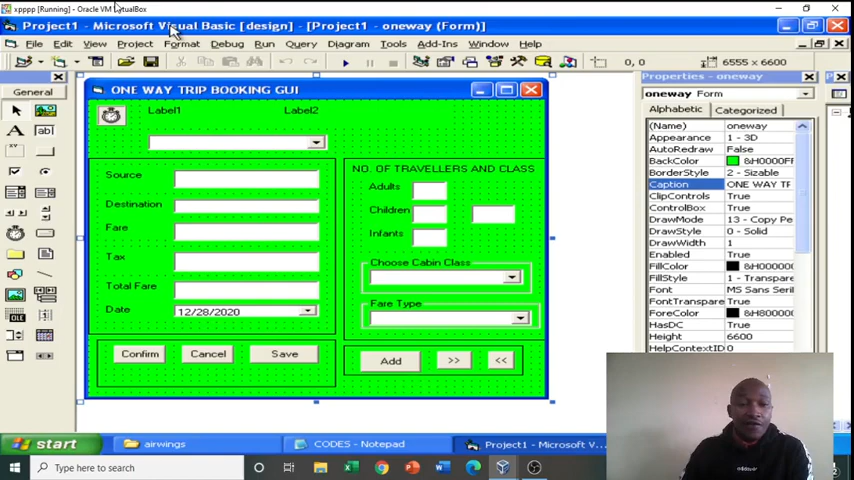 xpppp [Running] - Oracle VM VirtualBox
Project1 - Microsoft Visual Basic [design] - [Project1 - oneway (Form)]
File Edit View Project Format Debug Run Query Diagram Tools Add-Ins Window Help
0, 0 6555 x 6600
General
ONE WAY TRIP BOOKING GUI
Label1 Label2
Source
Destination
Fare
Tax
Total Fare
Date 12/28/2020
Confirm Cancel Save
NO. OF TRAVELLERS AND CLASS
Adults
Children
Infants
Choose Cabin Class
Fare Type
Add >> <<
Properties - oneway
oneway Form
Alphabetic Categorized
(Name) oneway
Appearance 1 - 3D
AutoRedraw False
BackColor &H0000FF
BorderStyle 2 - Sizable
Caption ONE WAY TF
ClipControls True
ControlBox True
DrawMode 13 - Copy Pe
DrawStyle 0 - Solid
DrawWidth 1
Enabled True
FillColor &H000000
FillStyle 1 - Transpare
Font MS Sans Serif
FontTranspare True
ForeColor &H800000
HasDC True
Height 6600
HelpContextID 0
start airwings CODES - Notepad Project1 - Microsoft V...
Type here to search